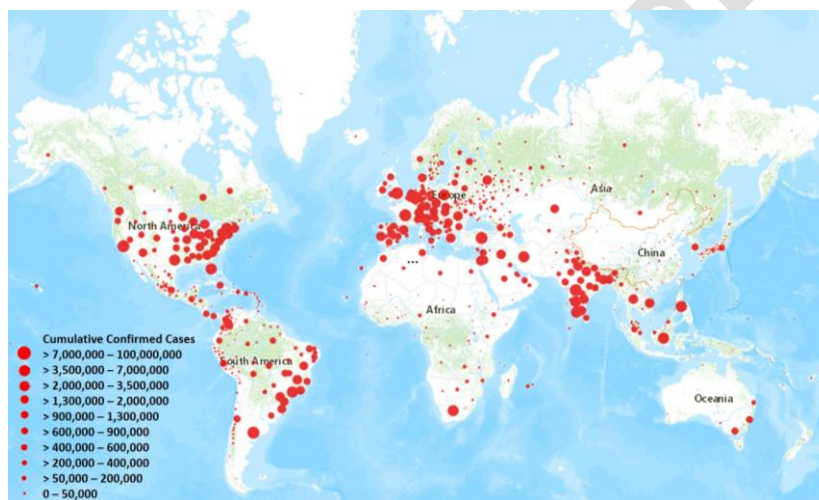 Asia
Europe
North America
China
...
Africa
Cumulative Confirmed Cases
> 7,000,000 – 100,000,000
South America
> 3,500,000 – 7,000,000
> 2,000,000 – 3,500,000
> 1,300,000 – 2,000,000
Oceania
> 900,000 – 1,300,000
> 600,000 – 900,000
> 400,000 – 600,000
> 200,000 – 400,000
> 50,000 – 200,000
0 – 50,000